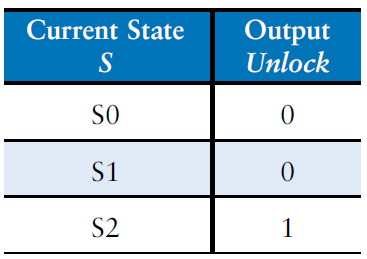 Current State Output
S Unlock
S0 0
S1 0
S2 1